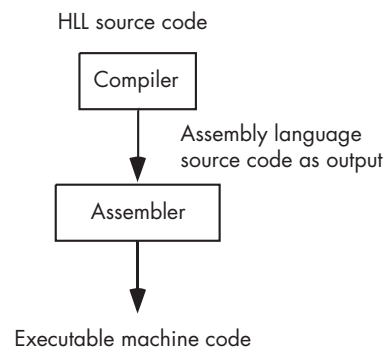 HLL source code
Compiler
Assembly language
source code as output
Assembler
Executable machine code